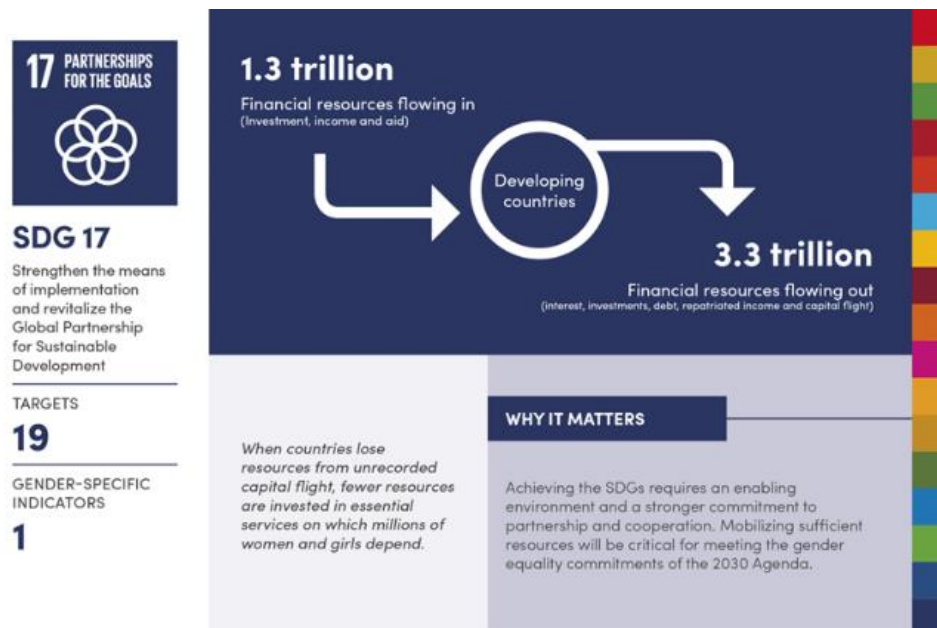 17 PARTNERSHIPS
FOR THE GOALS
SDG 17
Strengthen the means
of implementation
and revitalize the
Global Partnership
for Sustainable
Development
TARGETS
19
GENDER-SPECIFIC
INDICATORS
1
1.3 trillion
Financial resources flowing in
(Investment, income and aid)
Developing
countries
3.3 trillion
Financial resources flowing out
(interest, investments, debt, repatriated income and capital flight)
When countries lose
resources from unrecorded
capital flight, fewer resources
are invested in essential
services on which millions of
women and girls depend.
WHY IT MATTERS
Achieving the SDGs requires an enabling
environment and a stronger commitment to
partnership and cooperation. Mobilizing sufficient
resources will be critical for meeting the gender
equality commitments of the 2030 Agenda.